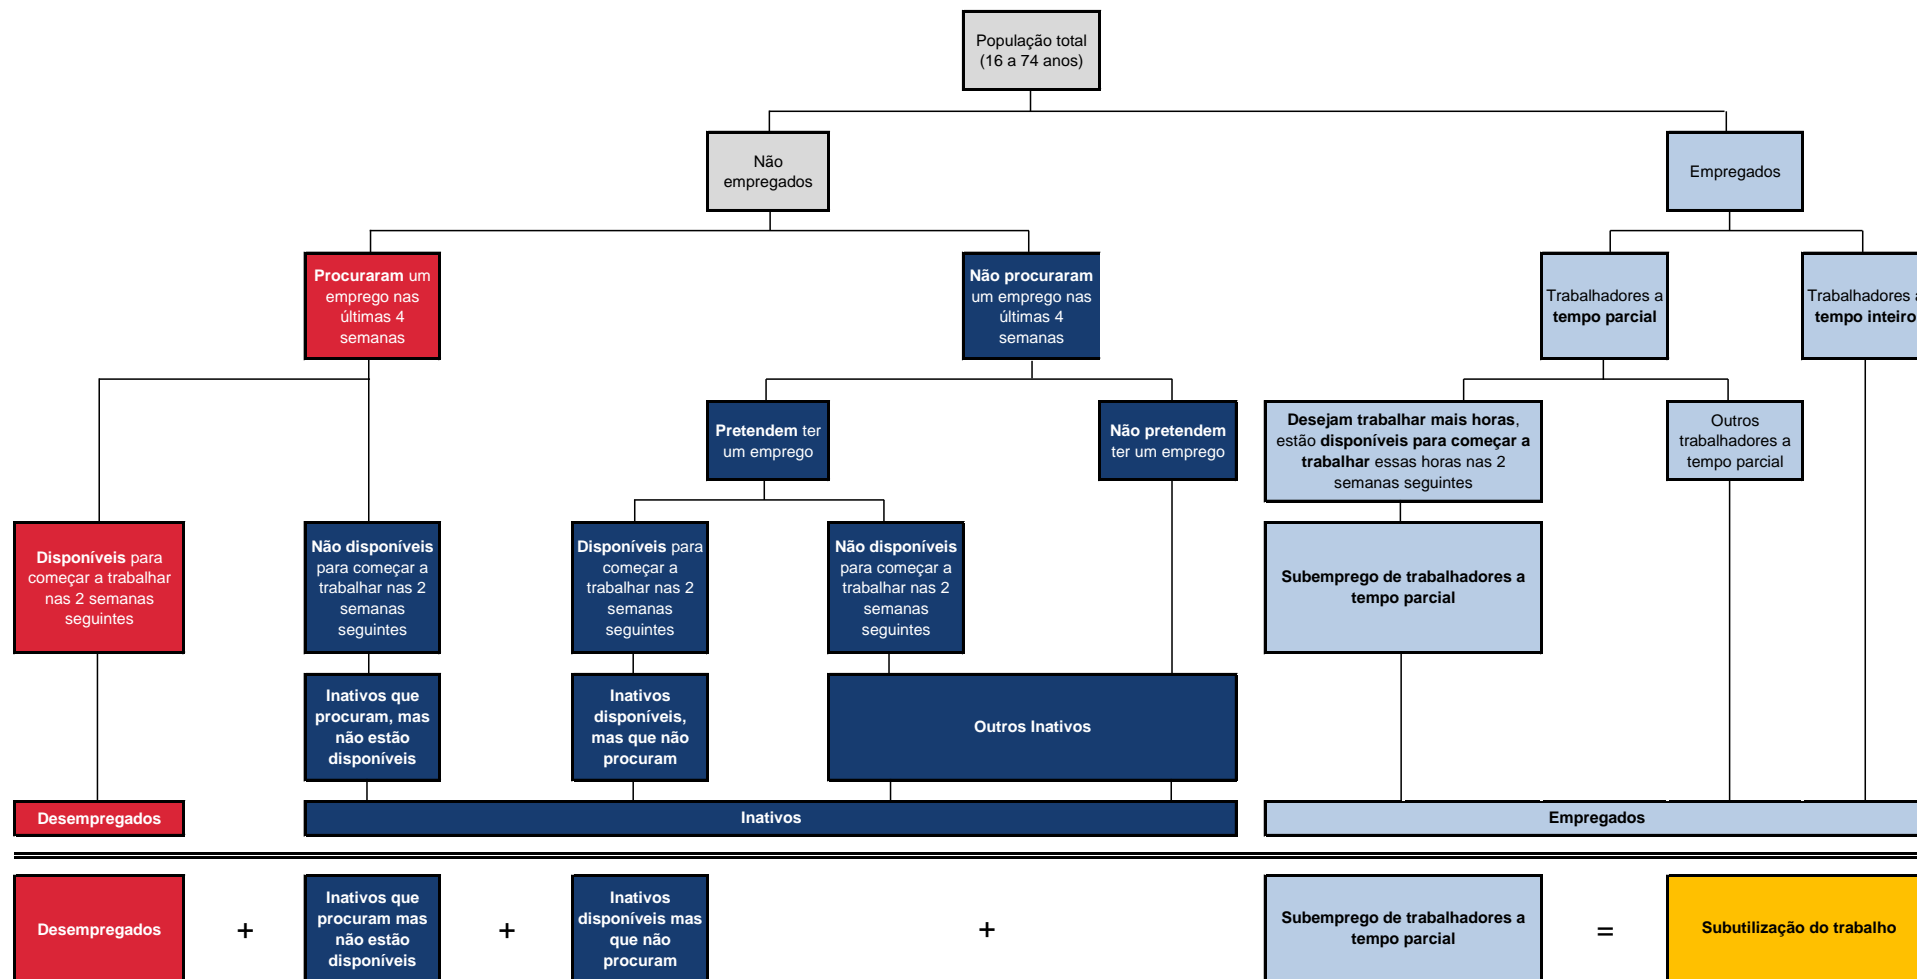 População total
(16 a 74 anos)
Não
empregados
Empregados
Procuraram um
emprego nas
últimas 4
semanas
Não procuraram
um emprego nas
últimas 4
semanas
Trabalhadores a
tempo parcial
Trabalhadores a
tempo inteiro
Pretendem ter
um emprego
Não pretendem
ter um emprego
Desejam trabalhar mais horas,
estão disponíveis para começar a
trabalhar essas horas nas 2
semanas seguintes
Outros
trabalhadores a
tempo parcial
Disponíveis para
começar a trabalhar
nas 2 semanas
seguintes
Não disponíveis
para começar a
trabalhar nas 2
semanas
seguintes
Disponíveis para
começar a
trabalhar nas 2
semanas
seguintes
Não disponíveis
para começar a
trabalhar nas 2
semanas
seguintes
Subemprego de trabalhadores a
tempo parcial
Inativos que
procuram, mas
não estão
disponíveis
Inativos
disponíveis,
mas que não
procuram
Outros Inativos
Desempregados
Inativos
Empregados
Desempregados
+
Inativos que
procuram mas
não estão
disponíveis
+
Inativos
disponíveis mas
que não
procuram
+
Subemprego de trabalhadores a
tempo parcial
=
Subutilização do trabalho